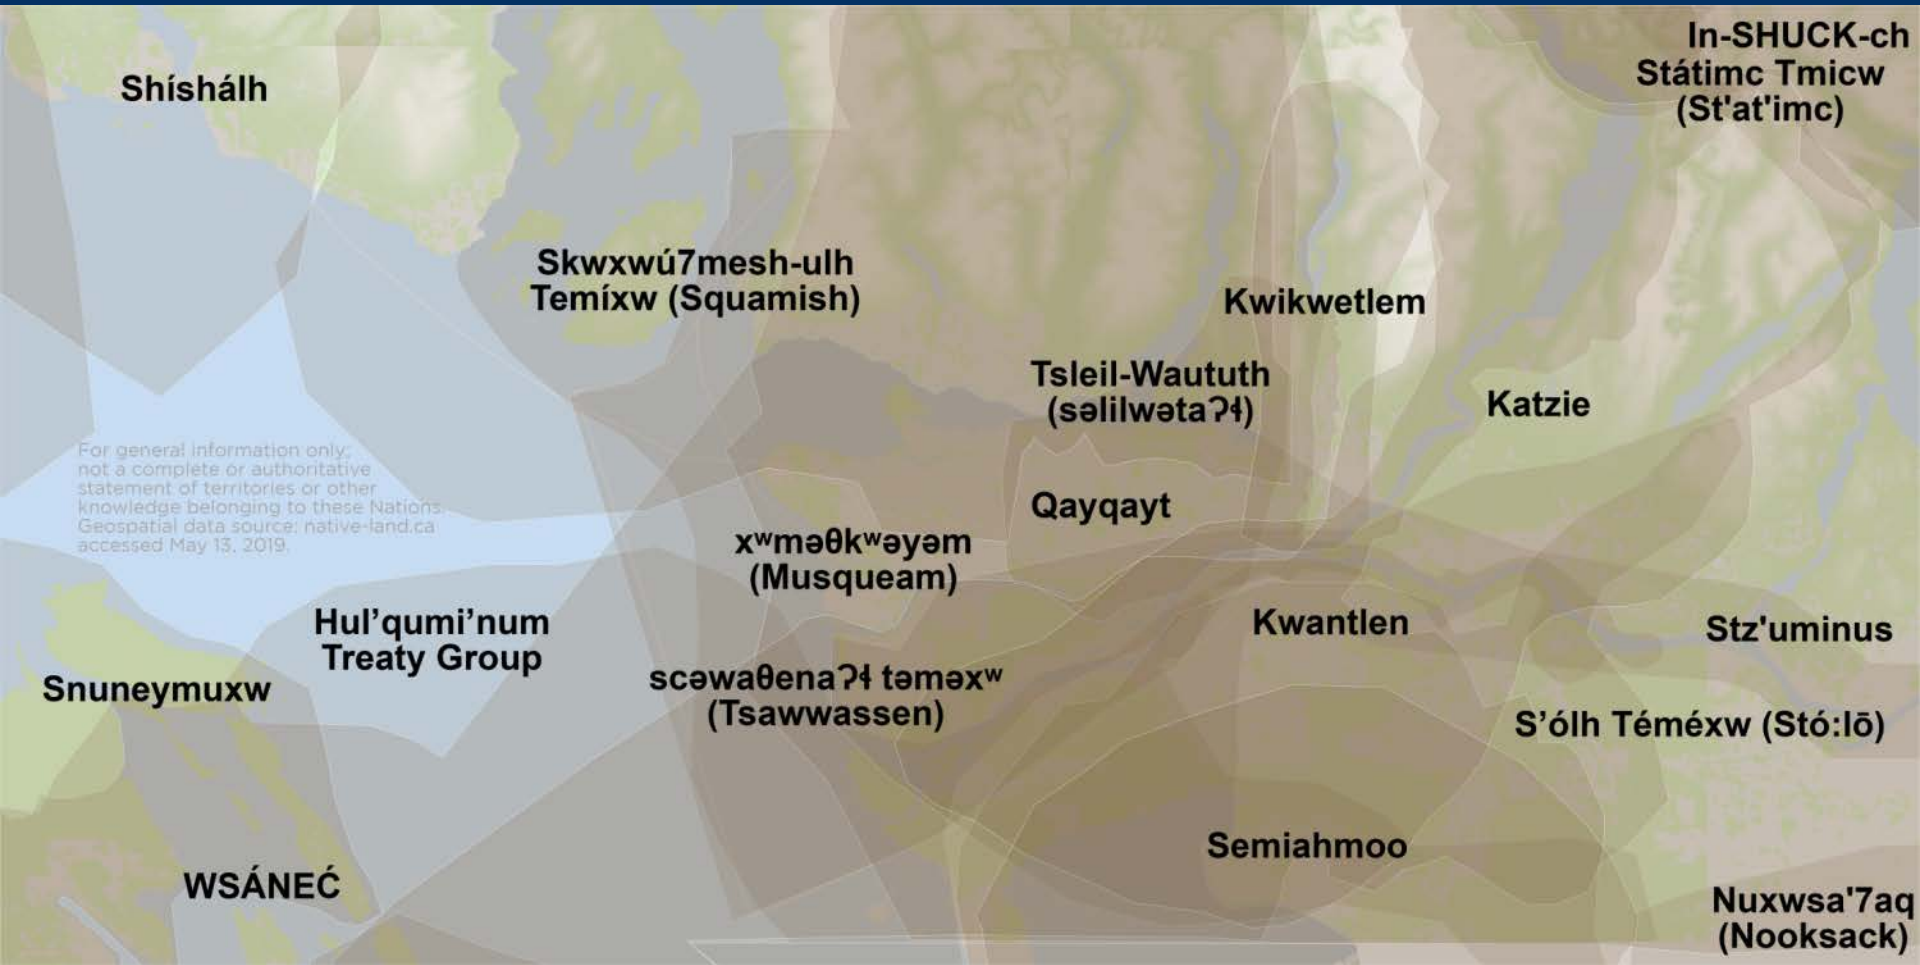 In-SHUCK-ch
Státimc Tmicw
(St'at'imc)
Shíshálh
Skwxwú7mesh-ulh
Temíxw (Squamish)
Kwikwetlem
Tsleil-Waututh
(səlilwətaʔɬ)
Katzie
For general information only;
not a complete or authoritative
statement of territories or other
knowledge belonging to these Nations.
Geospatial data source: native-land.ca
accessed May 13, 2019.
Qayqayt
xʷməθkʷəyəm
(Musqueam)
Hul’qumi’num
Treaty Group
Kwantlen
Stz'uminus
Snuneymuxw
scəwaθenaʔɬ təməxʷ
(Tsawwassen)
S’ólh Téméxw (Stó:lō)
Semiahmoo
WSÁNEĆ
Nuxwsa'7aq
(Nooksack)